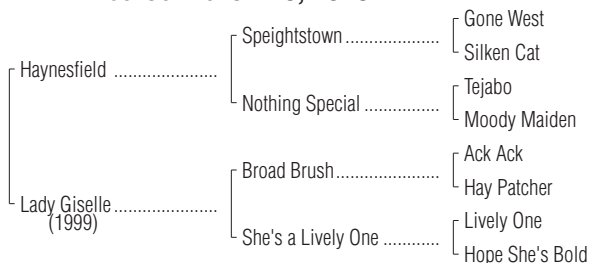 Gone West
Speightstown ....................
Silken Cat
Haynesfield ......................
Tejabo
Nothing Special ................
Moody Maiden
Ack Ack
Broad Brush......................
Hay Patcher
Lady Giselle ......................
(1999)
Lively One
She's a Lively One ............
Hope She's Bold